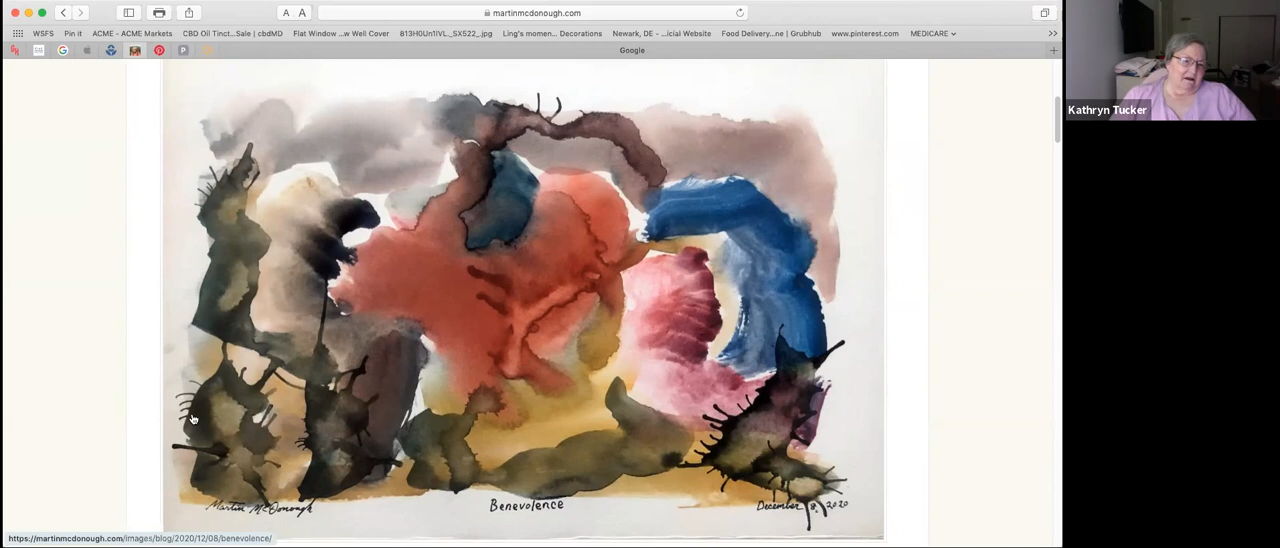 A A martinmcdonough.com
WSFS Pin it ACME - ACME Markets CBD Oil Tinct...Sale | cbdMD Flat Window ...w Well Cover 813H0Un1IVL._SX522_.jpg Ling's momen... Decorations Newark, DE - ...icial Website Food Delivery...ne | Grubhub www.pinterest.com MEDICARE
Google
Kathryn Tucker
Martin McDonough Benevolence December 8, 2020
https://martinmcdonough.com/images/blog/2020/12/08/benevolence/